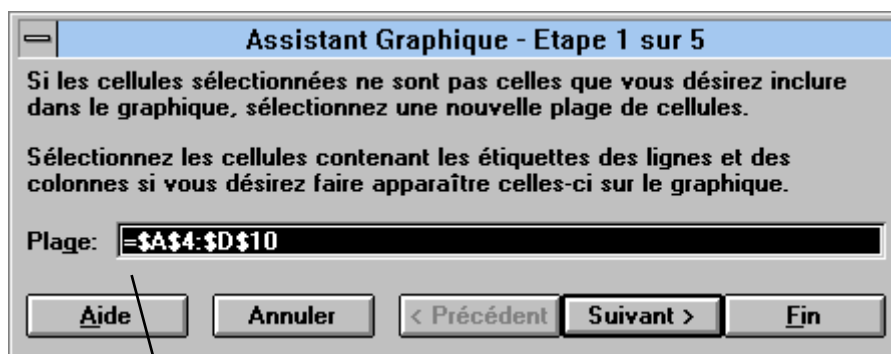 Assistant Graphique - Etape 1 sur 5
Si les cellules sélectionnées ne sont pas celles que vous désirez inclure
dans le graphique, sélectionnez une nouvelle plage de cellules.
Sélectionnez les cellules contenant les étiquettes des lignes et des
colonnes si vous désirez faire apparaître celles-ci sur le graphique.
Plage: =$A$4:$D$10
Aide Annuler < Précédent Suivant > Fin